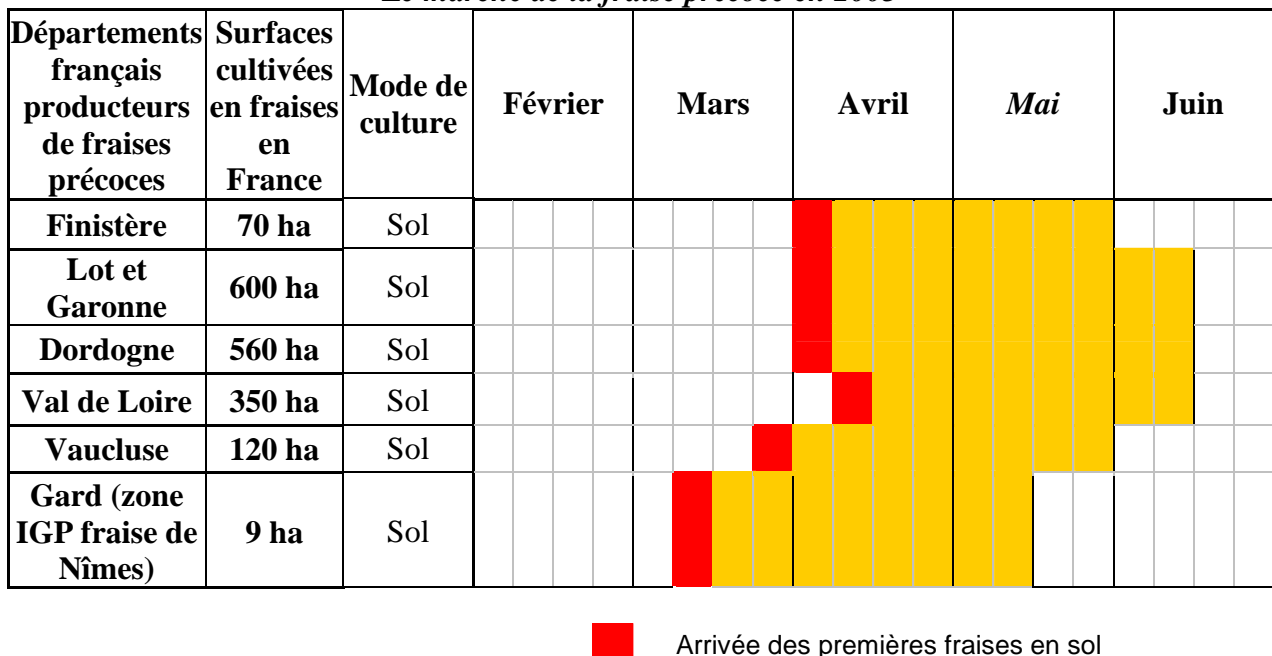 Départements
français
producteurs
de fraises
précoces
Surfaces
cultivées
en fraises
en
France
Mode de
culture
Février
Mars
Avril
Mai
Juin
Finistère
70 ha
Sol
Lot et
Garonne
600 ha
Sol
Dordogne
560 ha
Sol
Val de Loire
350 ha
Sol
Vaucluse
120 ha
Sol
Gard (zone
IGP fraise de
Nîmes)
9 ha
Sol
Arrivée des premières fraises en sol